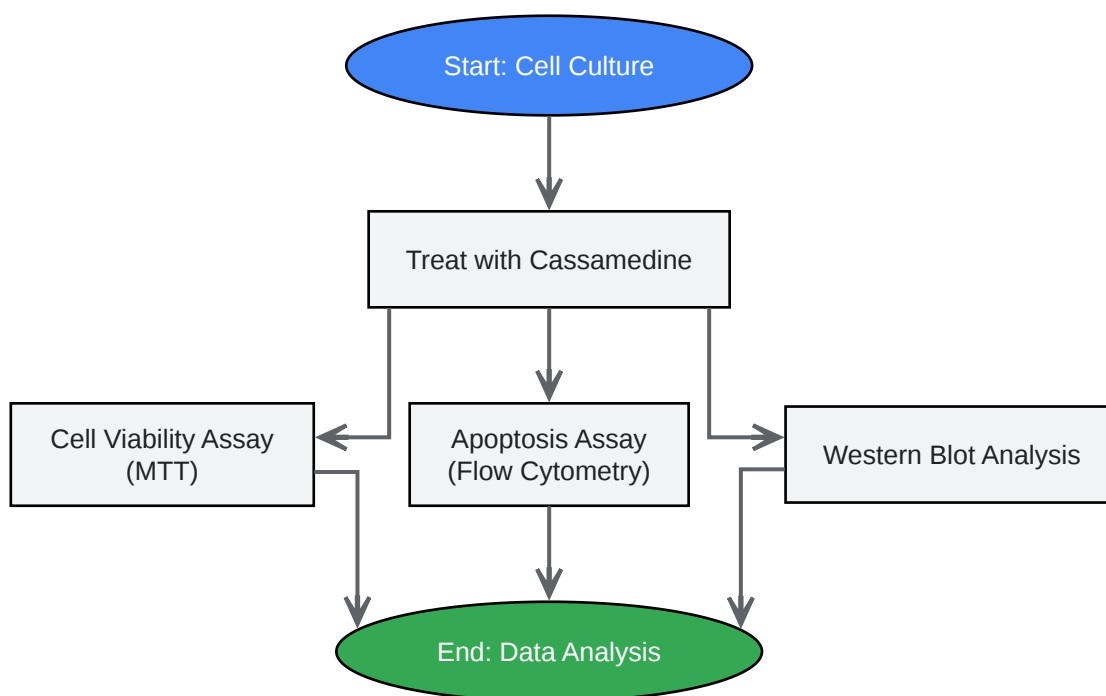 Start: Cell Culture
Treat with Cassamedine
Cell Viability Assay
(MTT)
Apoptosis Assay
(Flow Cytometry)
Western Blot Analysis
End: Data Analysis